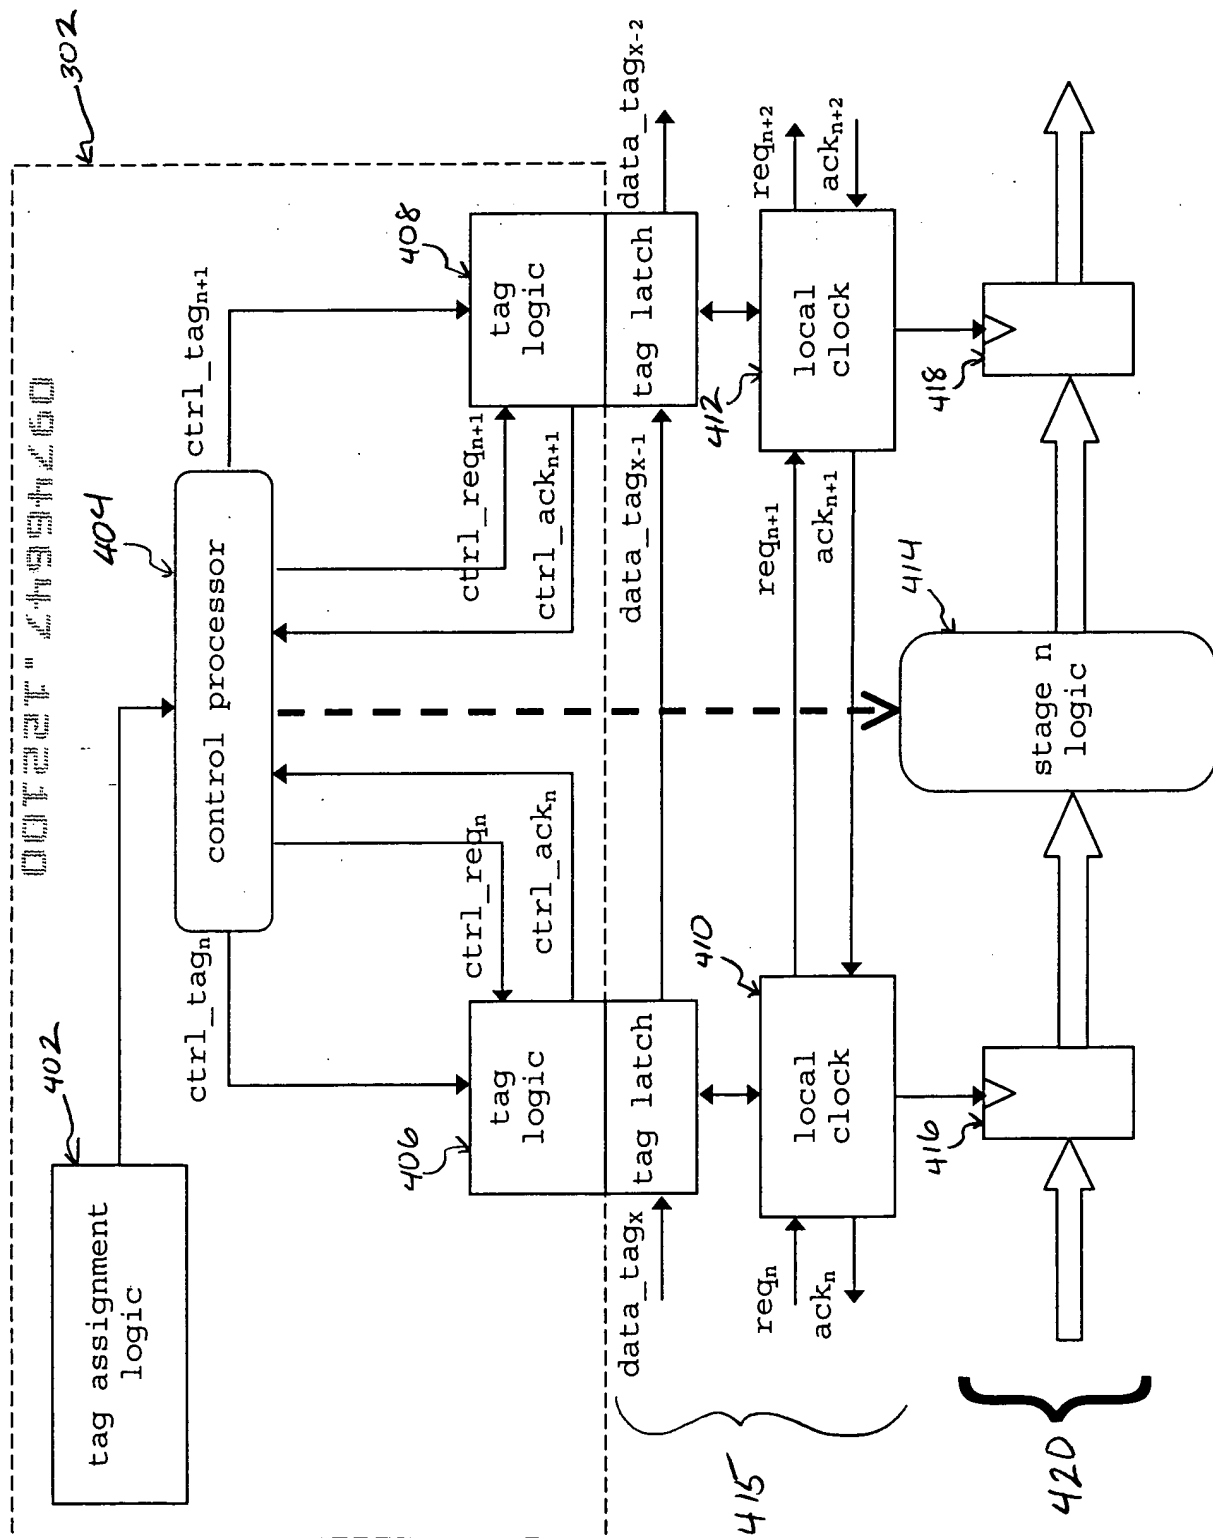 302
09746647.122100
402
tag assignment
logic
404
control processor
ctrl_tagn
ctrl_tagn+1
ctrl_reqn
ctrl_ackn
ctrl_reqn+1
ctrl_ackn+1
406
tag
logic
408
tag
logic
data_tagx
tag latch
data_tagx-1
tag latch
data_tagx-2
415
reqn
ackn
410
local
clock
reqn+1
ackn+1
412
local
clock
reqn+2
ackn+2
420
416
414
stage n
logic
418